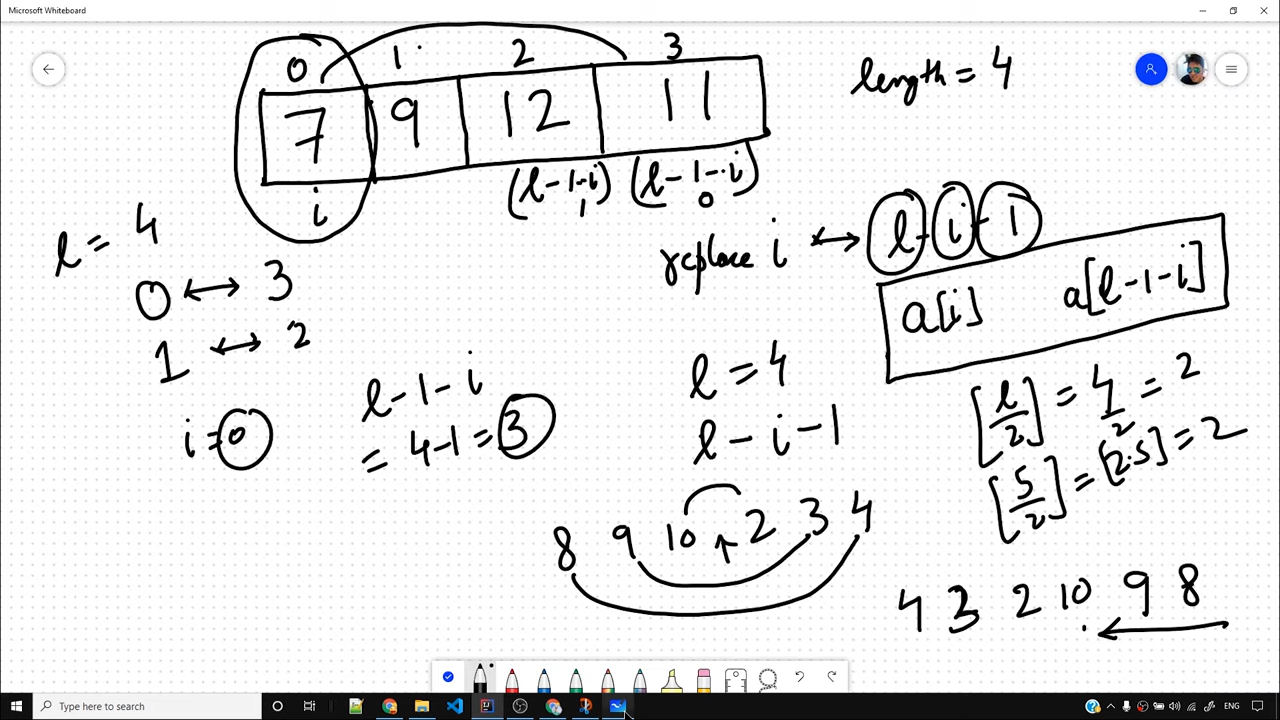 Microsoft Whiteboard
length = 4
0 1 2 3
7 9 12 11
i (l-1-i) (l-1-i)
1 0
l = 4
0 ↔ 3
1 ↔ 2
i = 0
l-1-i
= 4-1 = 3
replace i ↔ l-i-1
a[i] a[l-1-i]
l = 4
l-i-1
[l/2] = 4/2 = 2
[5/2] = [2.5] = 2
8 9 10 2 3 4
4 3 2 10 9 8
Type here to search
ENG